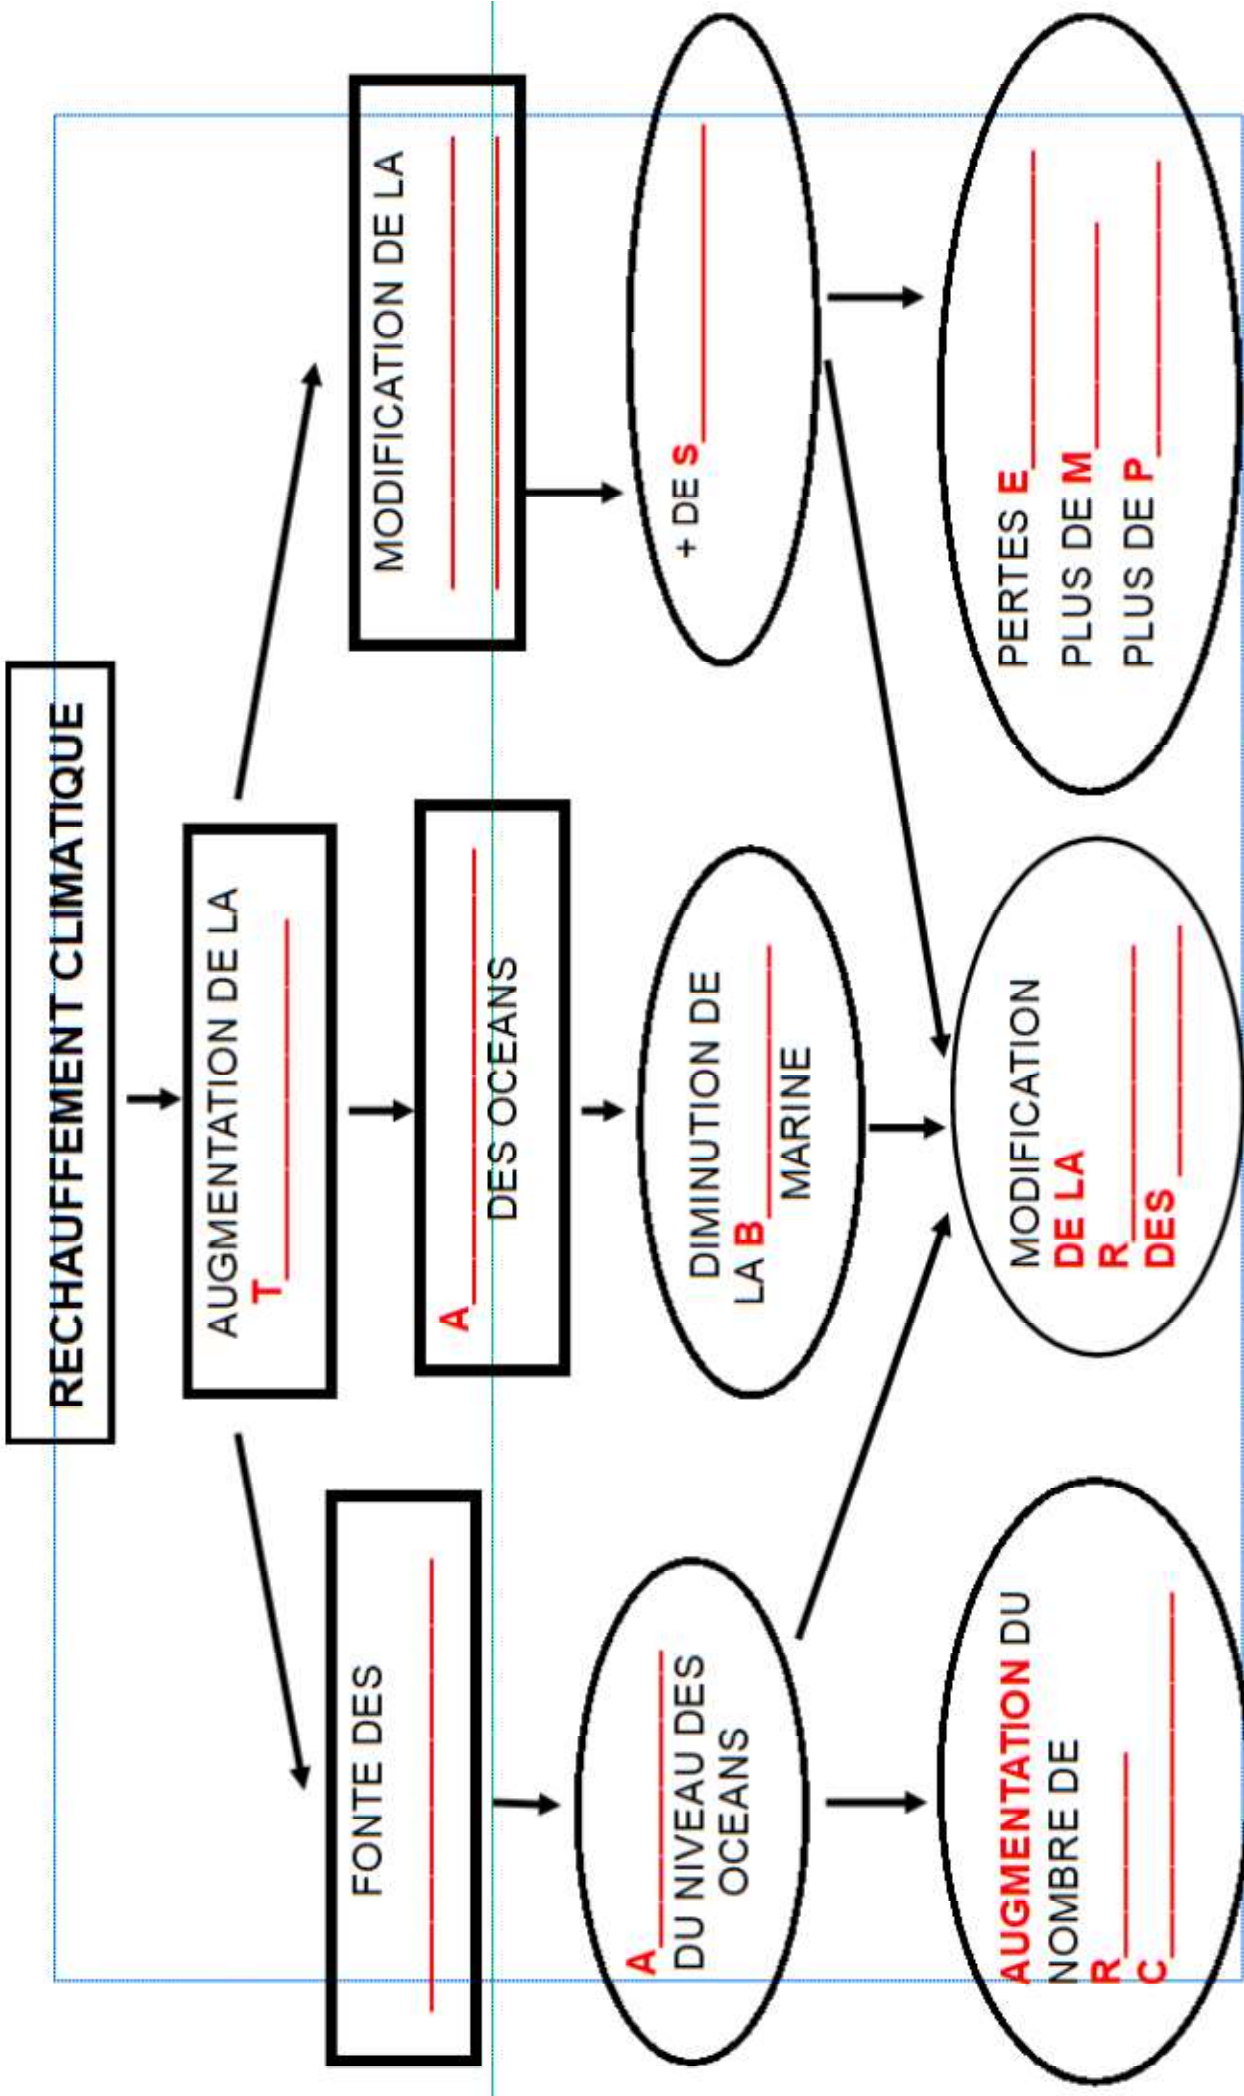 RECHAUFFEMENT CLIMATIQUE
AUGMENTATION DE LA
T
FONTE DES
A
DES OCEANS
MODIFICATION DE LA
A
DU NIVEAU DES
OCEANS
DIMINUTION DE
LA B
MARINE
+ DE S
AUGMENTATION DU
NOMBRE DE
R
C
MODIFICATION
DE LA
R
DES
PERTES E
PLUS DE M
PLUS DE P